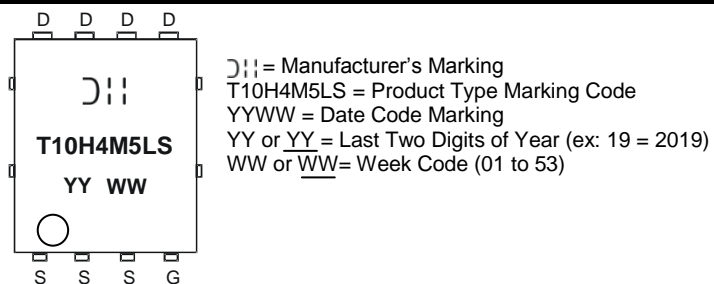 D D D D
T10H4M5LS
YY WW
S S S G
= Manufacturer's Marking
T10H4M5LS = Product Type Marking Code
YYWW = Date Code Marking
YY or YY = Last Two Digits of Year (ex: 19 = 2019)
WW or WW= Week Code (01 to 53)